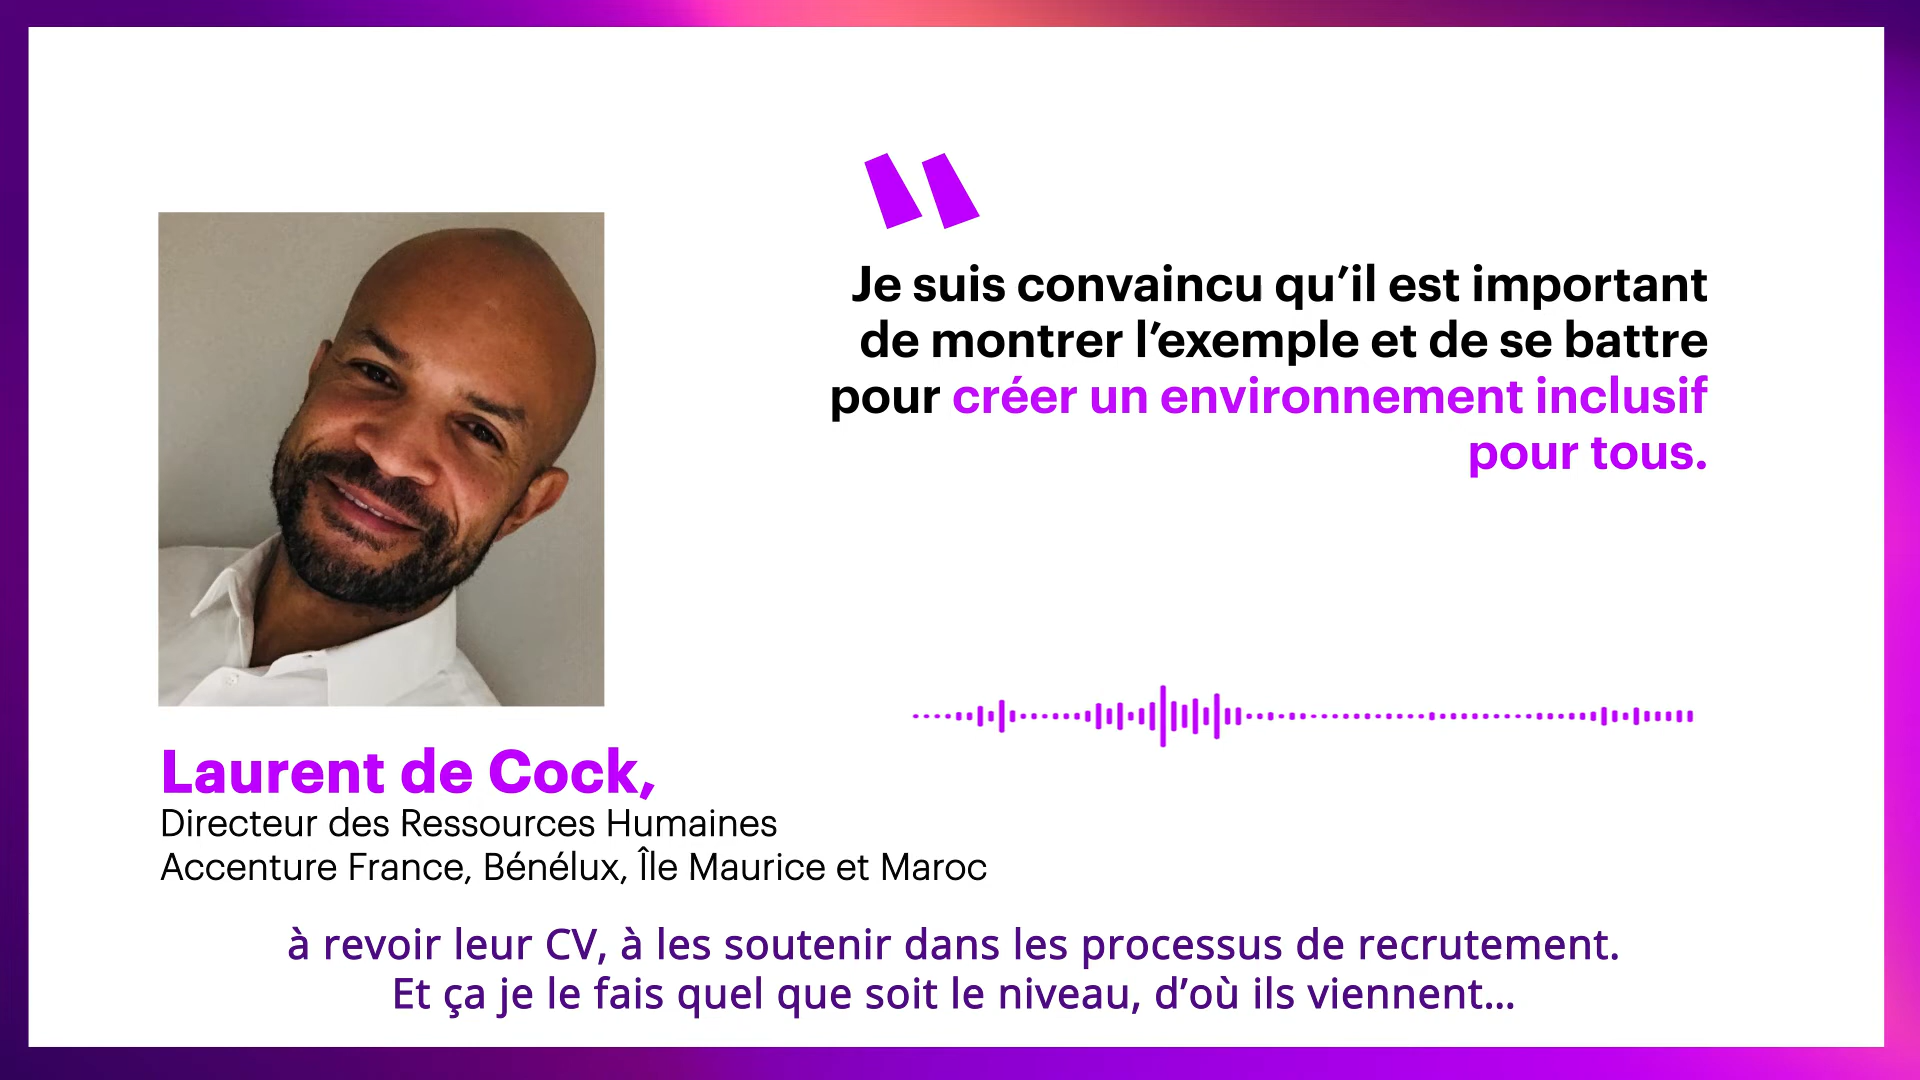 Je suis convaincu qu’il est important
de montrer l’exemple et de se battre
pour créer un environnement inclusif
pour tous.
Laurent de Cock,
Directeur des Ressources Humaines
Accenture France, Bénélux, Île Maurice et Maroc
à revoir leur CV, à les soutenir dans les processus de recrutement.
Et ça je le fais quel que soit le niveau, d’où ils viennent...